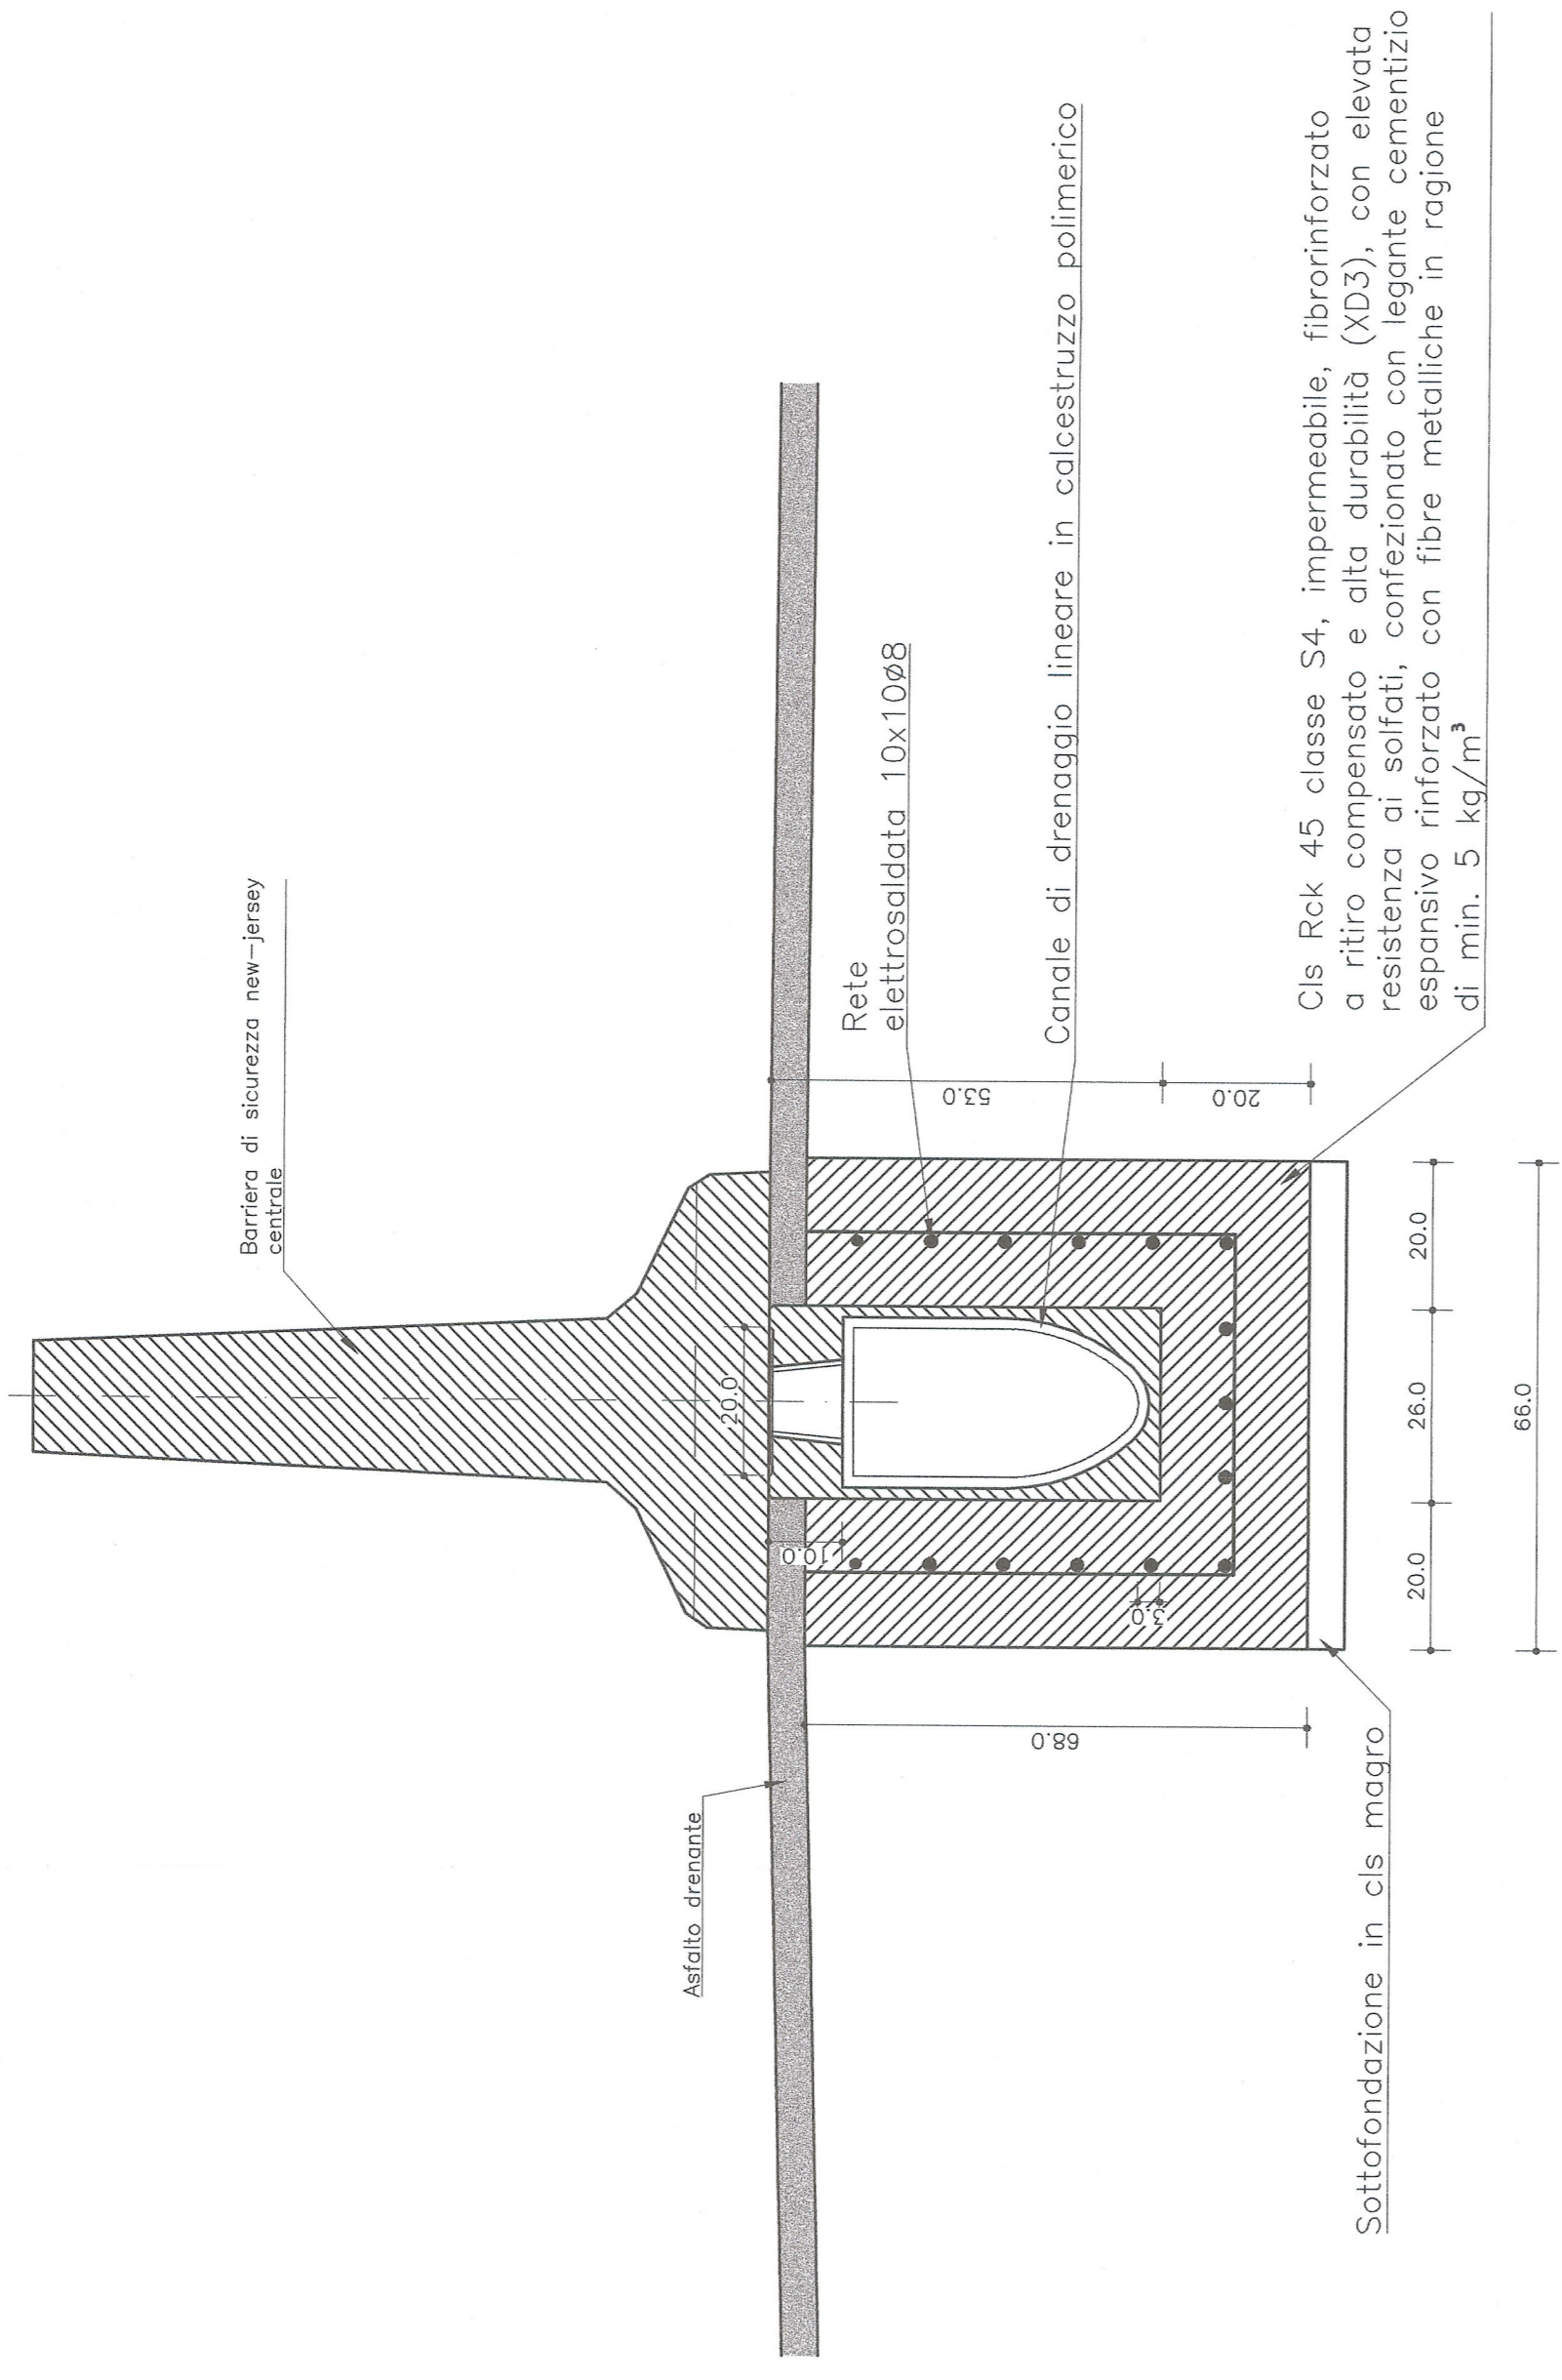 Barriera di sicurezza new-jersey
centrale
Asfalto drenante
Rete
elettrosaldata 10x10ø8
Canale di drenaggio lineare in calcestruzzo polimerico
Cls Rck 45 classe S4, impermeabile, fibrorinforzato
a ritiro compensato e alta durabilità (XD3), con elevata
resistenza ai solfati, confezionato con legante cementizio
espansivo rinforzato con fibre metalliche in ragione
di min. 5 kg/m³
Sottofondazione in cls magro
20.0
10.0
3.0
53.0
20.0
68.0
20.0
26.0
20.0
66.0